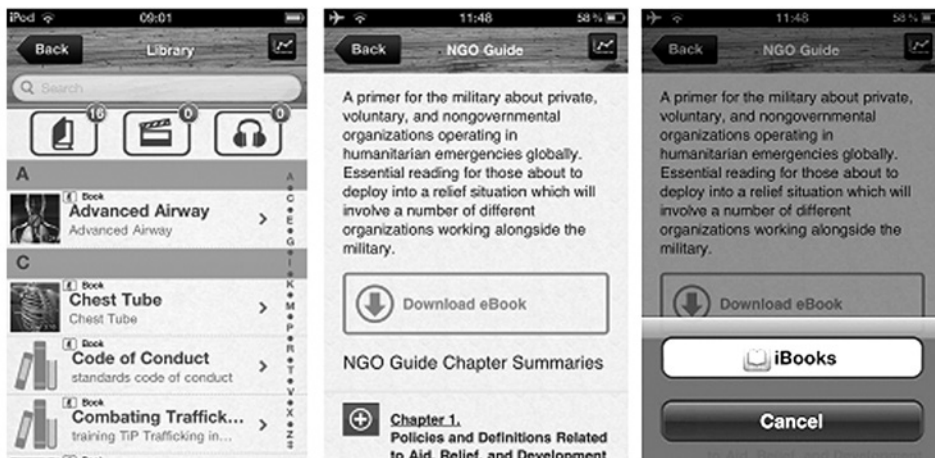 iPod 09:01
Back Library
Search
16 0 0
A
Book
Advanced Airway
Advanced Airway
C
Book
Chest Tube
Chest Tube
Book
Code of Conduct
standards code of conduct
Book
Combating Traffick...
training TiP Trafficking in...
Book
A
C
E
G
I
K
M
P
R
T
V
X
Z
11:48 58 %
Back NGO Guide
A primer for the military about private,
voluntary, and nongovernmental
organizations operating in
humanitarian emergencies globally.
Essential reading for those about to
deploy into a relief situation which will
involve a number of different
organizations working alongside the
military.
Download eBook
NGO Guide Chapter Summaries
Chapter 1.
Policies and Definitions Related
to Aid, Relief, and Development
11:48 58 %
Back NGO Guide
A primer for the military about private,
voluntary, and nongovernmental
organizations operating in
humanitarian emergencies globally.
Essential reading for those about to
deploy into a relief situation which will
involve a number of different
organizations working alongside the
military.
Download eBook
iBooks
Cancel
to Aid, Relief, and Development